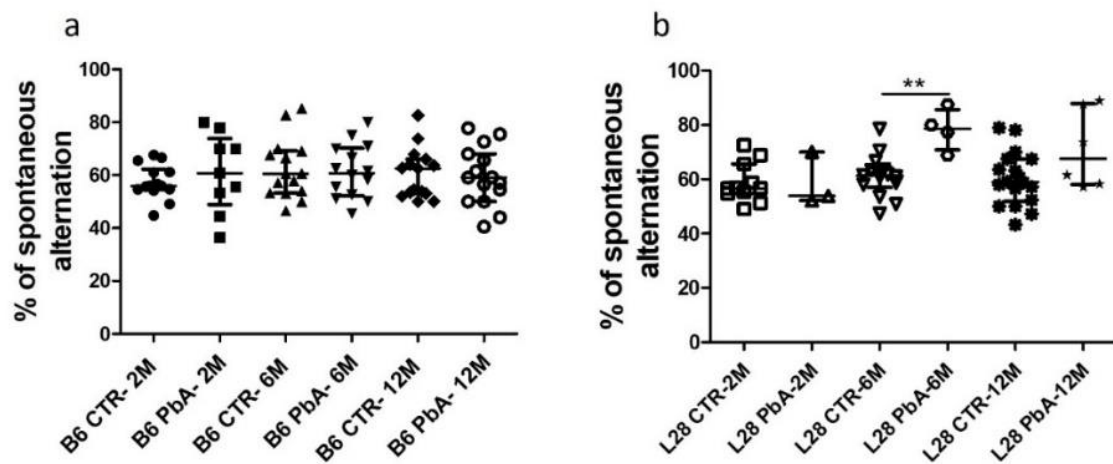 a
% of spontaneous
alternation
100
80
60
40
20
0
B6 CTR- 2M
B6 PbA- 2M
B6 CTR- 6M
B6 PbA- 6M
B6 CTR- 12M
B6 PbA- 12M
b
% of spontaneous
alternation
100
80
60
40
20
0
**
L28 CTR-2M
L28 PbA-2M
L28 CTR-6M
L28 PbA-6M
L28 CTR-12M
L28 PbA-12M